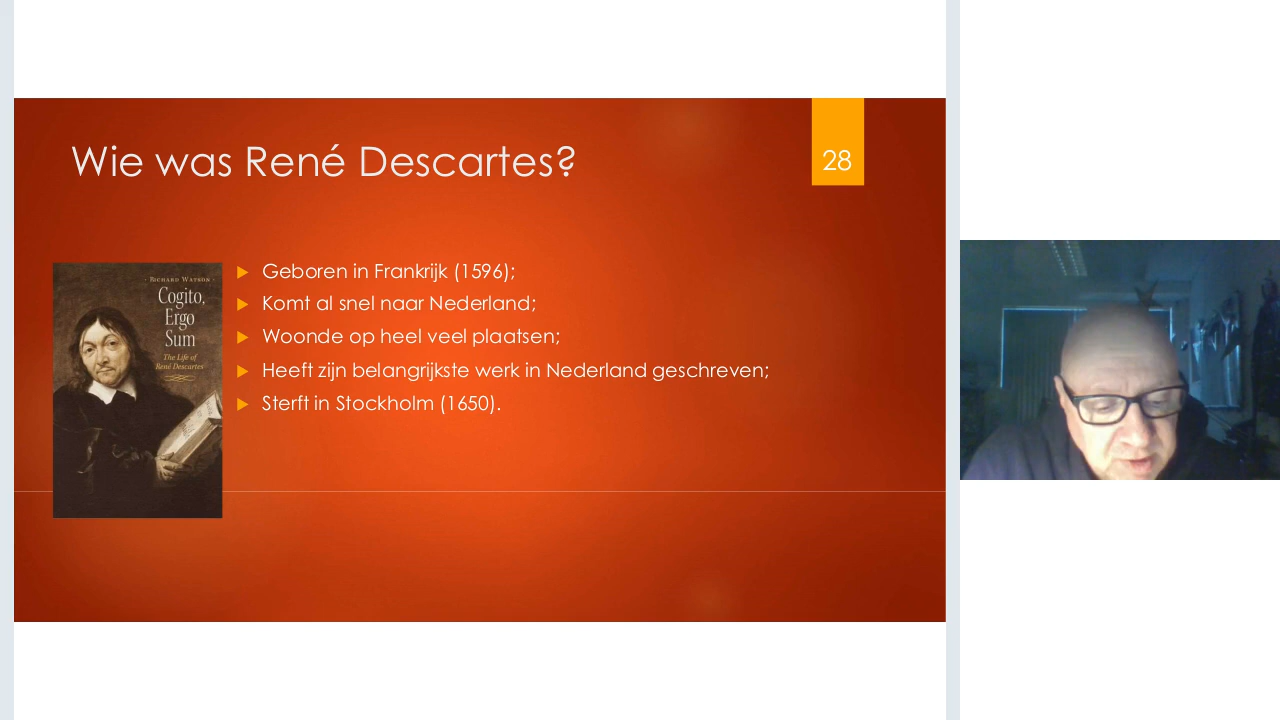 Wie was René Descartes?
28
RICHARD WATSON
Cogito,
Ergo
Sum
The Life of
René Descartes
Geboren in Frankrijk (1596);
Komt al snel naar Nederland;
Woonde op heel veel plaatsen;
Heeft zijn belangrijkste werk in Nederland geschreven;
Sterft in Stockholm (1650).